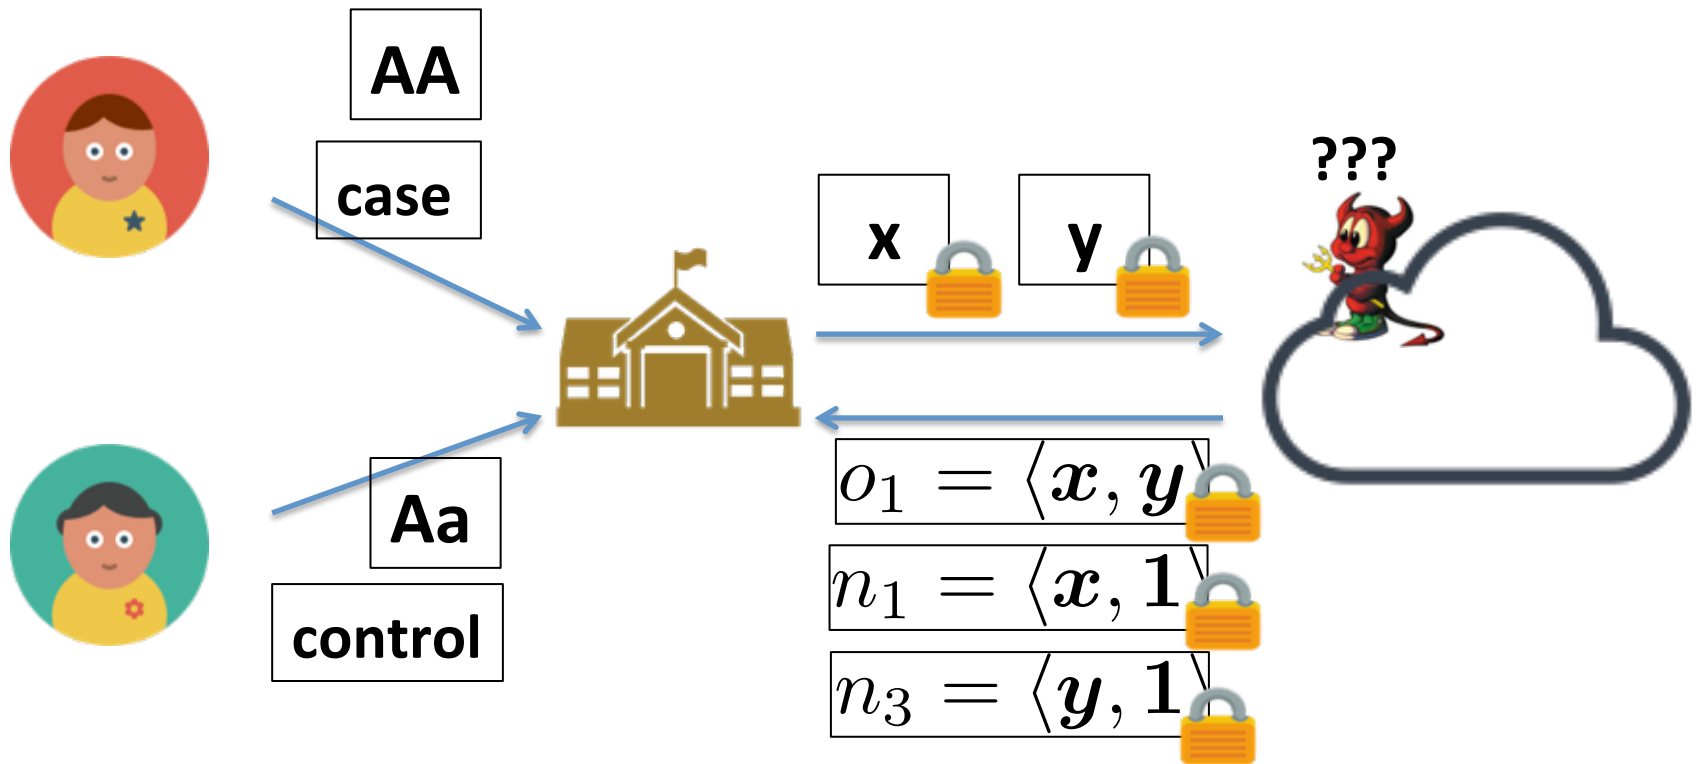 AA
case
Aa
control
x
y
???
o₁ = ⟨x, y⟩
n₁ = ⟨x, 1⟩
n₃ = ⟨y, 1⟩